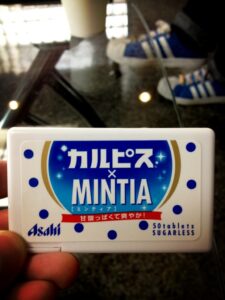 カルピス
×
MINTIA
[ミンティア]
甘酸っぱくて爽やか!
Asahi
50tablets
SUGARLESS